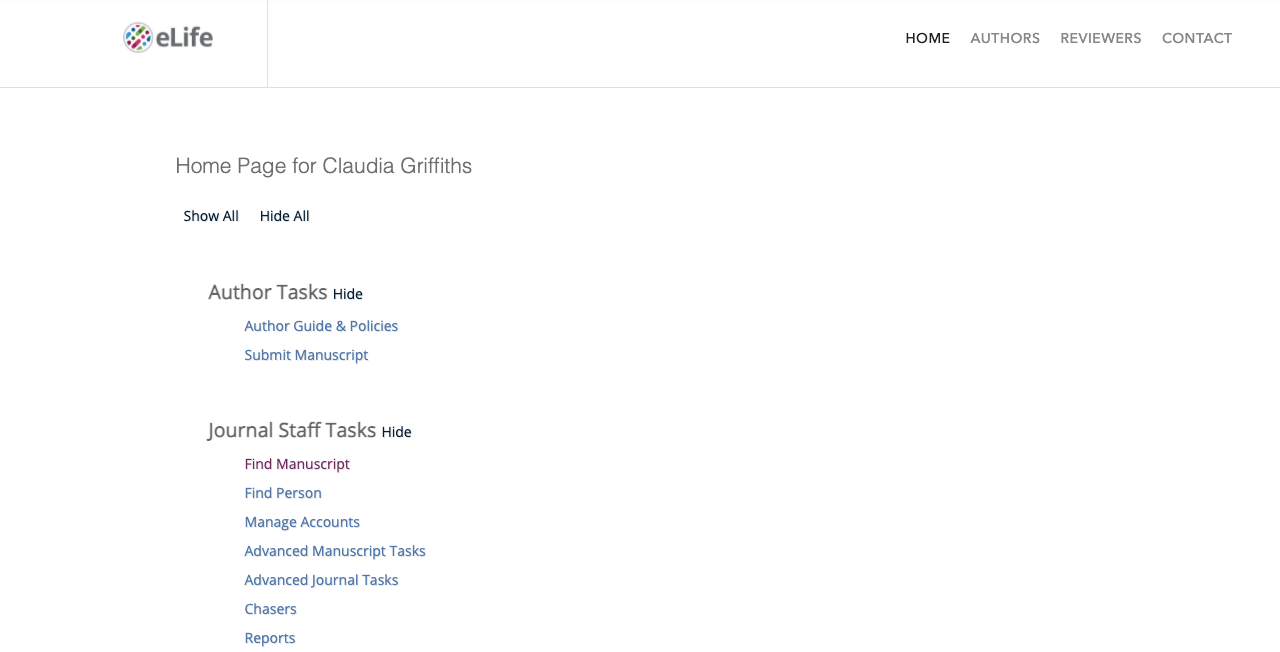 eLife
HOME AUTHORS REVIEWERS CONTACT
Home Page for Claudia Griffiths
Show All Hide All
Author Tasks Hide
Author Guide & Policies
Submit Manuscript
Journal Staff Tasks Hide
Find Manuscript
Find Person
Manage Accounts
Advanced Manuscript Tasks
Advanced Journal Tasks
Chasers
Reports